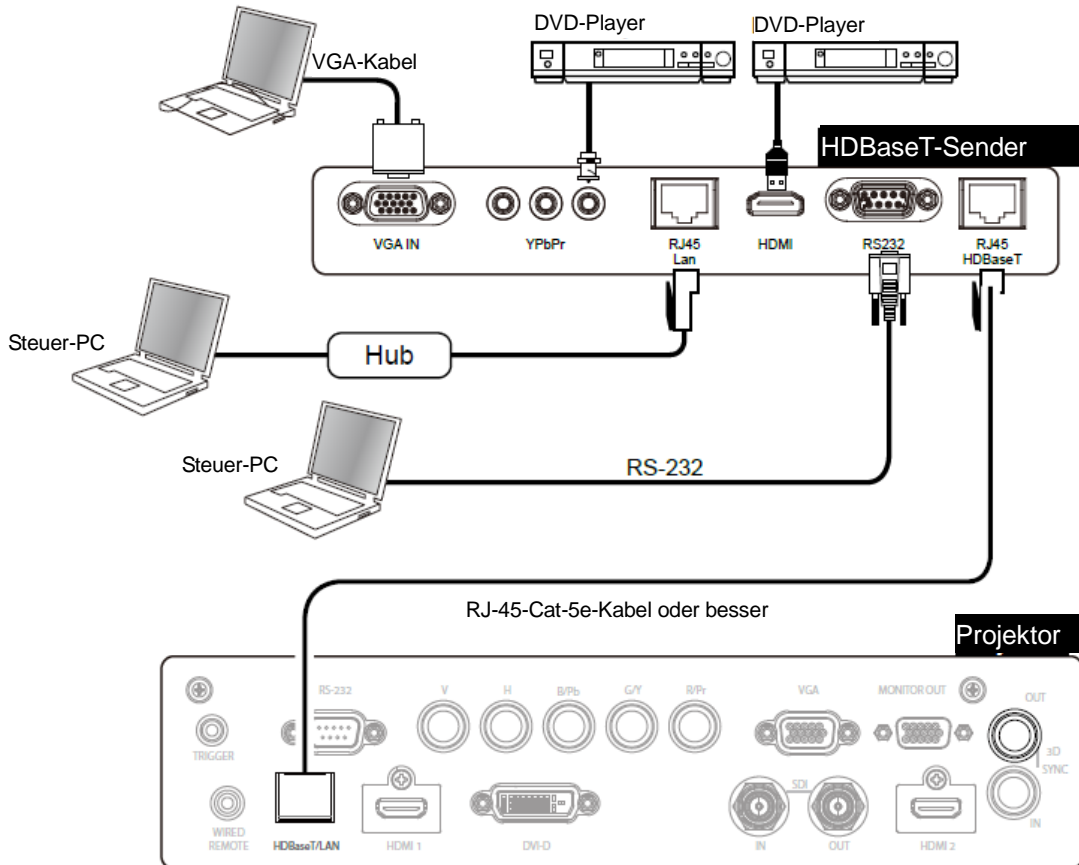 DVD-Player
DVD-Player
VGA-Kabel
HDBaseT-Sender
VGA IN
YPbPr
RJ45
Lan
HDMI
RS232
RJ45
HDBaseT
Steuer-PC
Hub
Steuer-PC
RS-232
RJ-45-Cat-5e-Kabel oder besser
Projektor
RS-232
V
H
B/Pb
G/Y
R/Pr
VGA
MONITOR OUT
OUT
TRIGGER
3D
SYNC
SDI
WIRED
REMOTE
HDBaseT/LAN
HDMI 1
DVI-D
IN
OUT
HDMI 2
IN